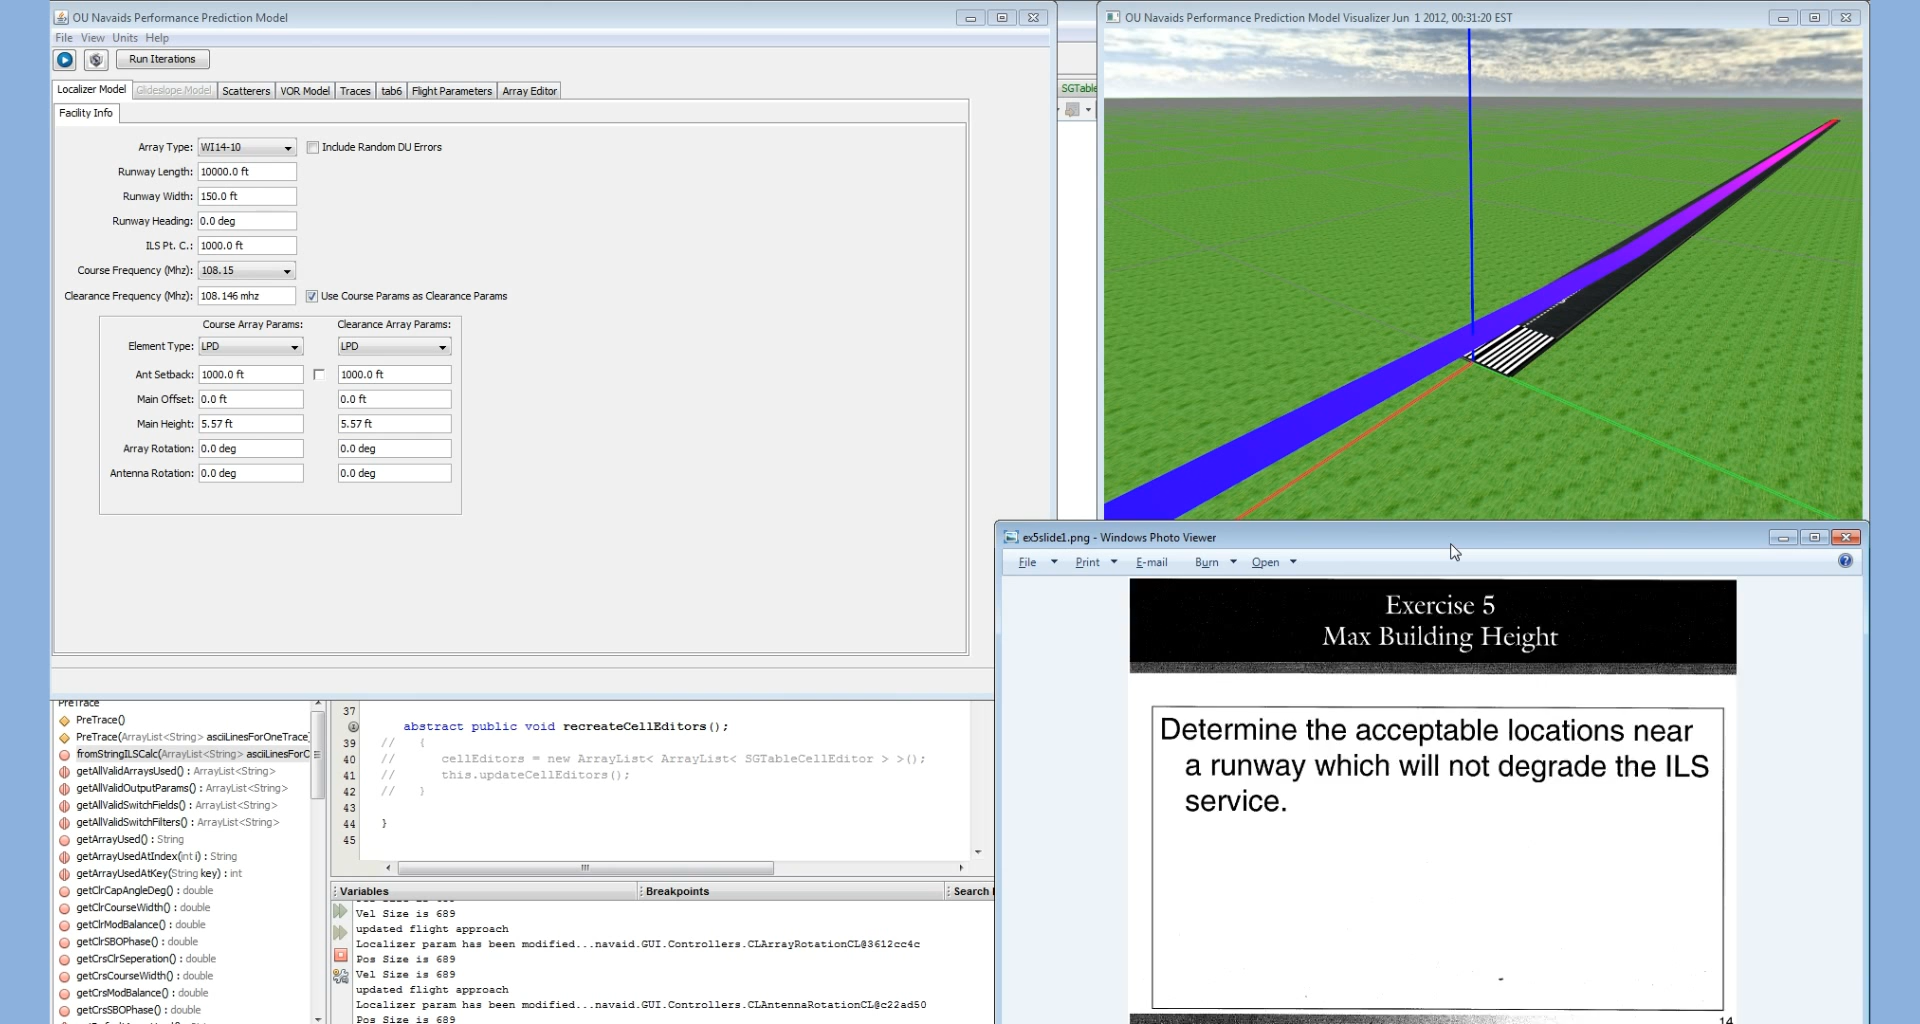 OU Navaids Performance Prediction Model
File View Units Help
Run Iterations
Localizer Model Glideslope Model Scatterers VOR Model Traces tab6 Flight Parameters Array Editor
Facility Info
Array Type: WI14-10 Include Random DU Errors
Runway Length: 10000.0 ft
Runway Width: 150.0 ft
Runway Heading: 0.0 deg
ILS Pt. C.: 1000.0 ft
Course Frequency (Mhz): 108.15
Clearance Frequency (Mhz): 108.146 mhz Use Course Params as Clearance Params
Course Array Params: Clearance Array Params:
Element Type: LPD LPD
Ant Setback: 1000.0 ft 1000.0 ft
Main Offset: 0.0 ft 0.0 ft
Main Height: 5.57 ft 5.57 ft
Array Rotation: 0.0 deg 0.0 deg
Antenna Rotation: 0.0 deg 0.0 deg
SGTable
OU Navaids Performance Prediction Model Visualizer Jun 1 2012, 00:31:20 EST
ex5slide1.png - Windows Photo Viewer
File Print E-mail Burn Open
Exercise 5
Max Building Height
Determine the acceptable locations near
a runway which will not degrade the ILS
service.
14
PreTrace
PreTrace()
PreTrace(ArrayList<String> asciiLinesForOneTrace
fromStringILSCalc(ArrayList<String> asciiLinesForO
getAllValidArraysUsed() : ArrayList<String>
getAllValidOutputParams() : ArrayList<String>
getAllValidSwitchFields() : ArrayList<String>
getAllValidSwitchFilters() : ArrayList<String>
getArrayUsed() : String
getArrayUsedAtIndex(int i) : String
getArrayUsedAtKey(String key) : int
getClrCapAngleDeg() : double
getClrCourseWidth() : double
getClrModBalance() : double
getClrSBOPhase() : double
getCrsClrSeperation() : double
getCrsCourseWidth() : double
getCrsModBalance() : double
getCrsSBOPhase() : double
37
abstract public void recreateCellEditors();
39 // {
40 // cellEditors = new ArrayList< ArrayList< SGTableCellEditor > >();
41 // this.updateCellEditors();
42 // }
43
44 }
45
Variables Breakpoints Search
Vel Size is 689
updated flight approach
Localizer param has been modified...navaid.GUI.Controllers.CLArrayRotationCL@3612cc4c
Pos Size is 689
Vel Size is 689
updated flight approach
Localizer param has been modified...navaid.GUI.Controllers.CLAntennaRotationCL@c22ad50
Pos Size is 689